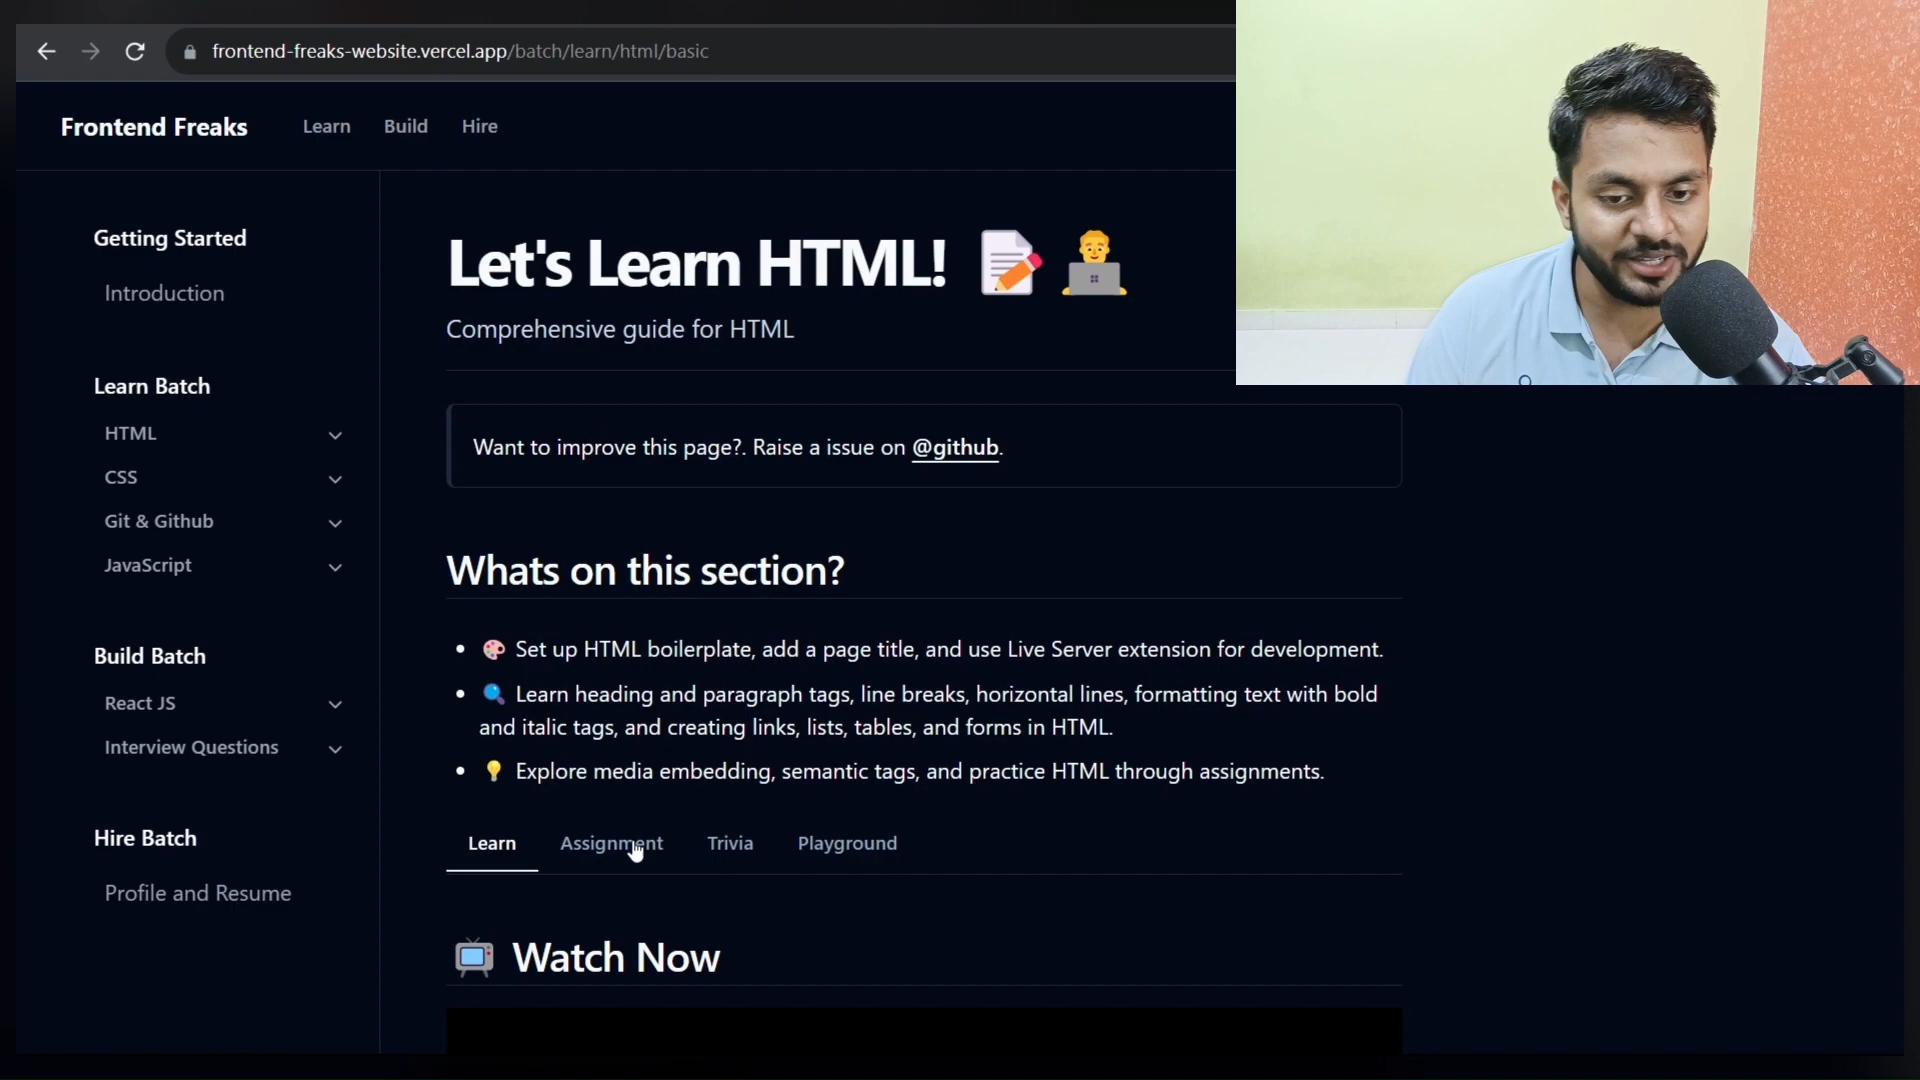 frontend-freaks-website.vercel.app/batch/learn/html/basic
Frontend Freaks
Learn
Build
Hire
Getting Started
Introduction
Learn Batch
HTML
CSS
Git & Github
JavaScript
Build Batch
React JS
Interview Questions
Hire Batch
Profile and Resume
Let's Learn HTML!
Comprehensive guide for HTML
Want to improve this page?. Raise a issue on @github.
Whats on this section?
Set up HTML boilerplate, add a page title, and use Live Server extension for development.
Learn heading and paragraph tags, line breaks, horizontal lines, formatting text with bold
and italic tags, and creating links, lists, tables, and forms in HTML.
Explore media embedding, semantic tags, and practice HTML through assignments.
Learn
Assignment
Trivia
Playground
Watch Now